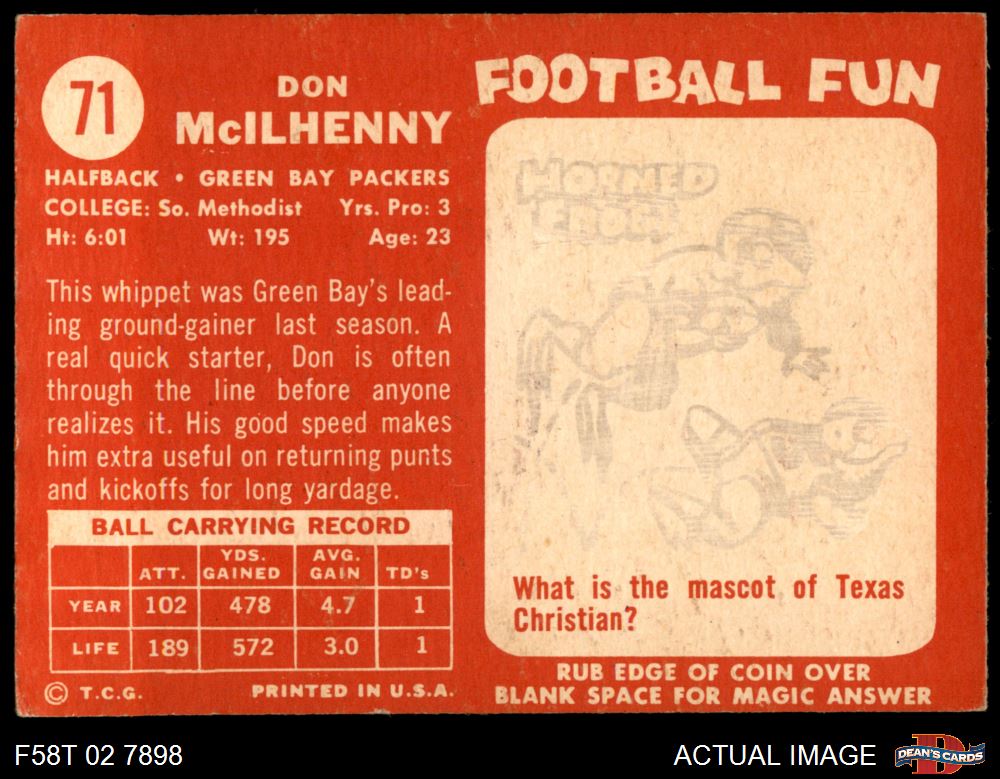 71
DON
McILHENNY
HALFBACK • GREEN BAY PACKERS
COLLEGE: So. Methodist Yrs. Pro: 3
Ht: 6:01 Wt: 195 Age: 23
This whippet was Green Bay's lead-
ing ground-gainer last season. A
real quick starter, Don is often
through the line before anyone
realizes it. His good speed makes
him extra useful on returning punts
and kickoffs for long yardage.
BALL CARRYING RECORD
ATT. YDS. GAINED AVG. GAIN TD's
YEAR 102 478 4.7 1
LIFE 189 572 3.0 1
© T.C.G. PRINTED IN U.S.A.
FOOTBALL FUN
HORNED
FROGS
What is the mascot of Texas
Christian?
RUB EDGE OF COIN OVER
BLANK SPACE FOR MAGIC ANSWER
F58T 02 7898
ACTUAL IMAGE
D
DEAN'S CARDS